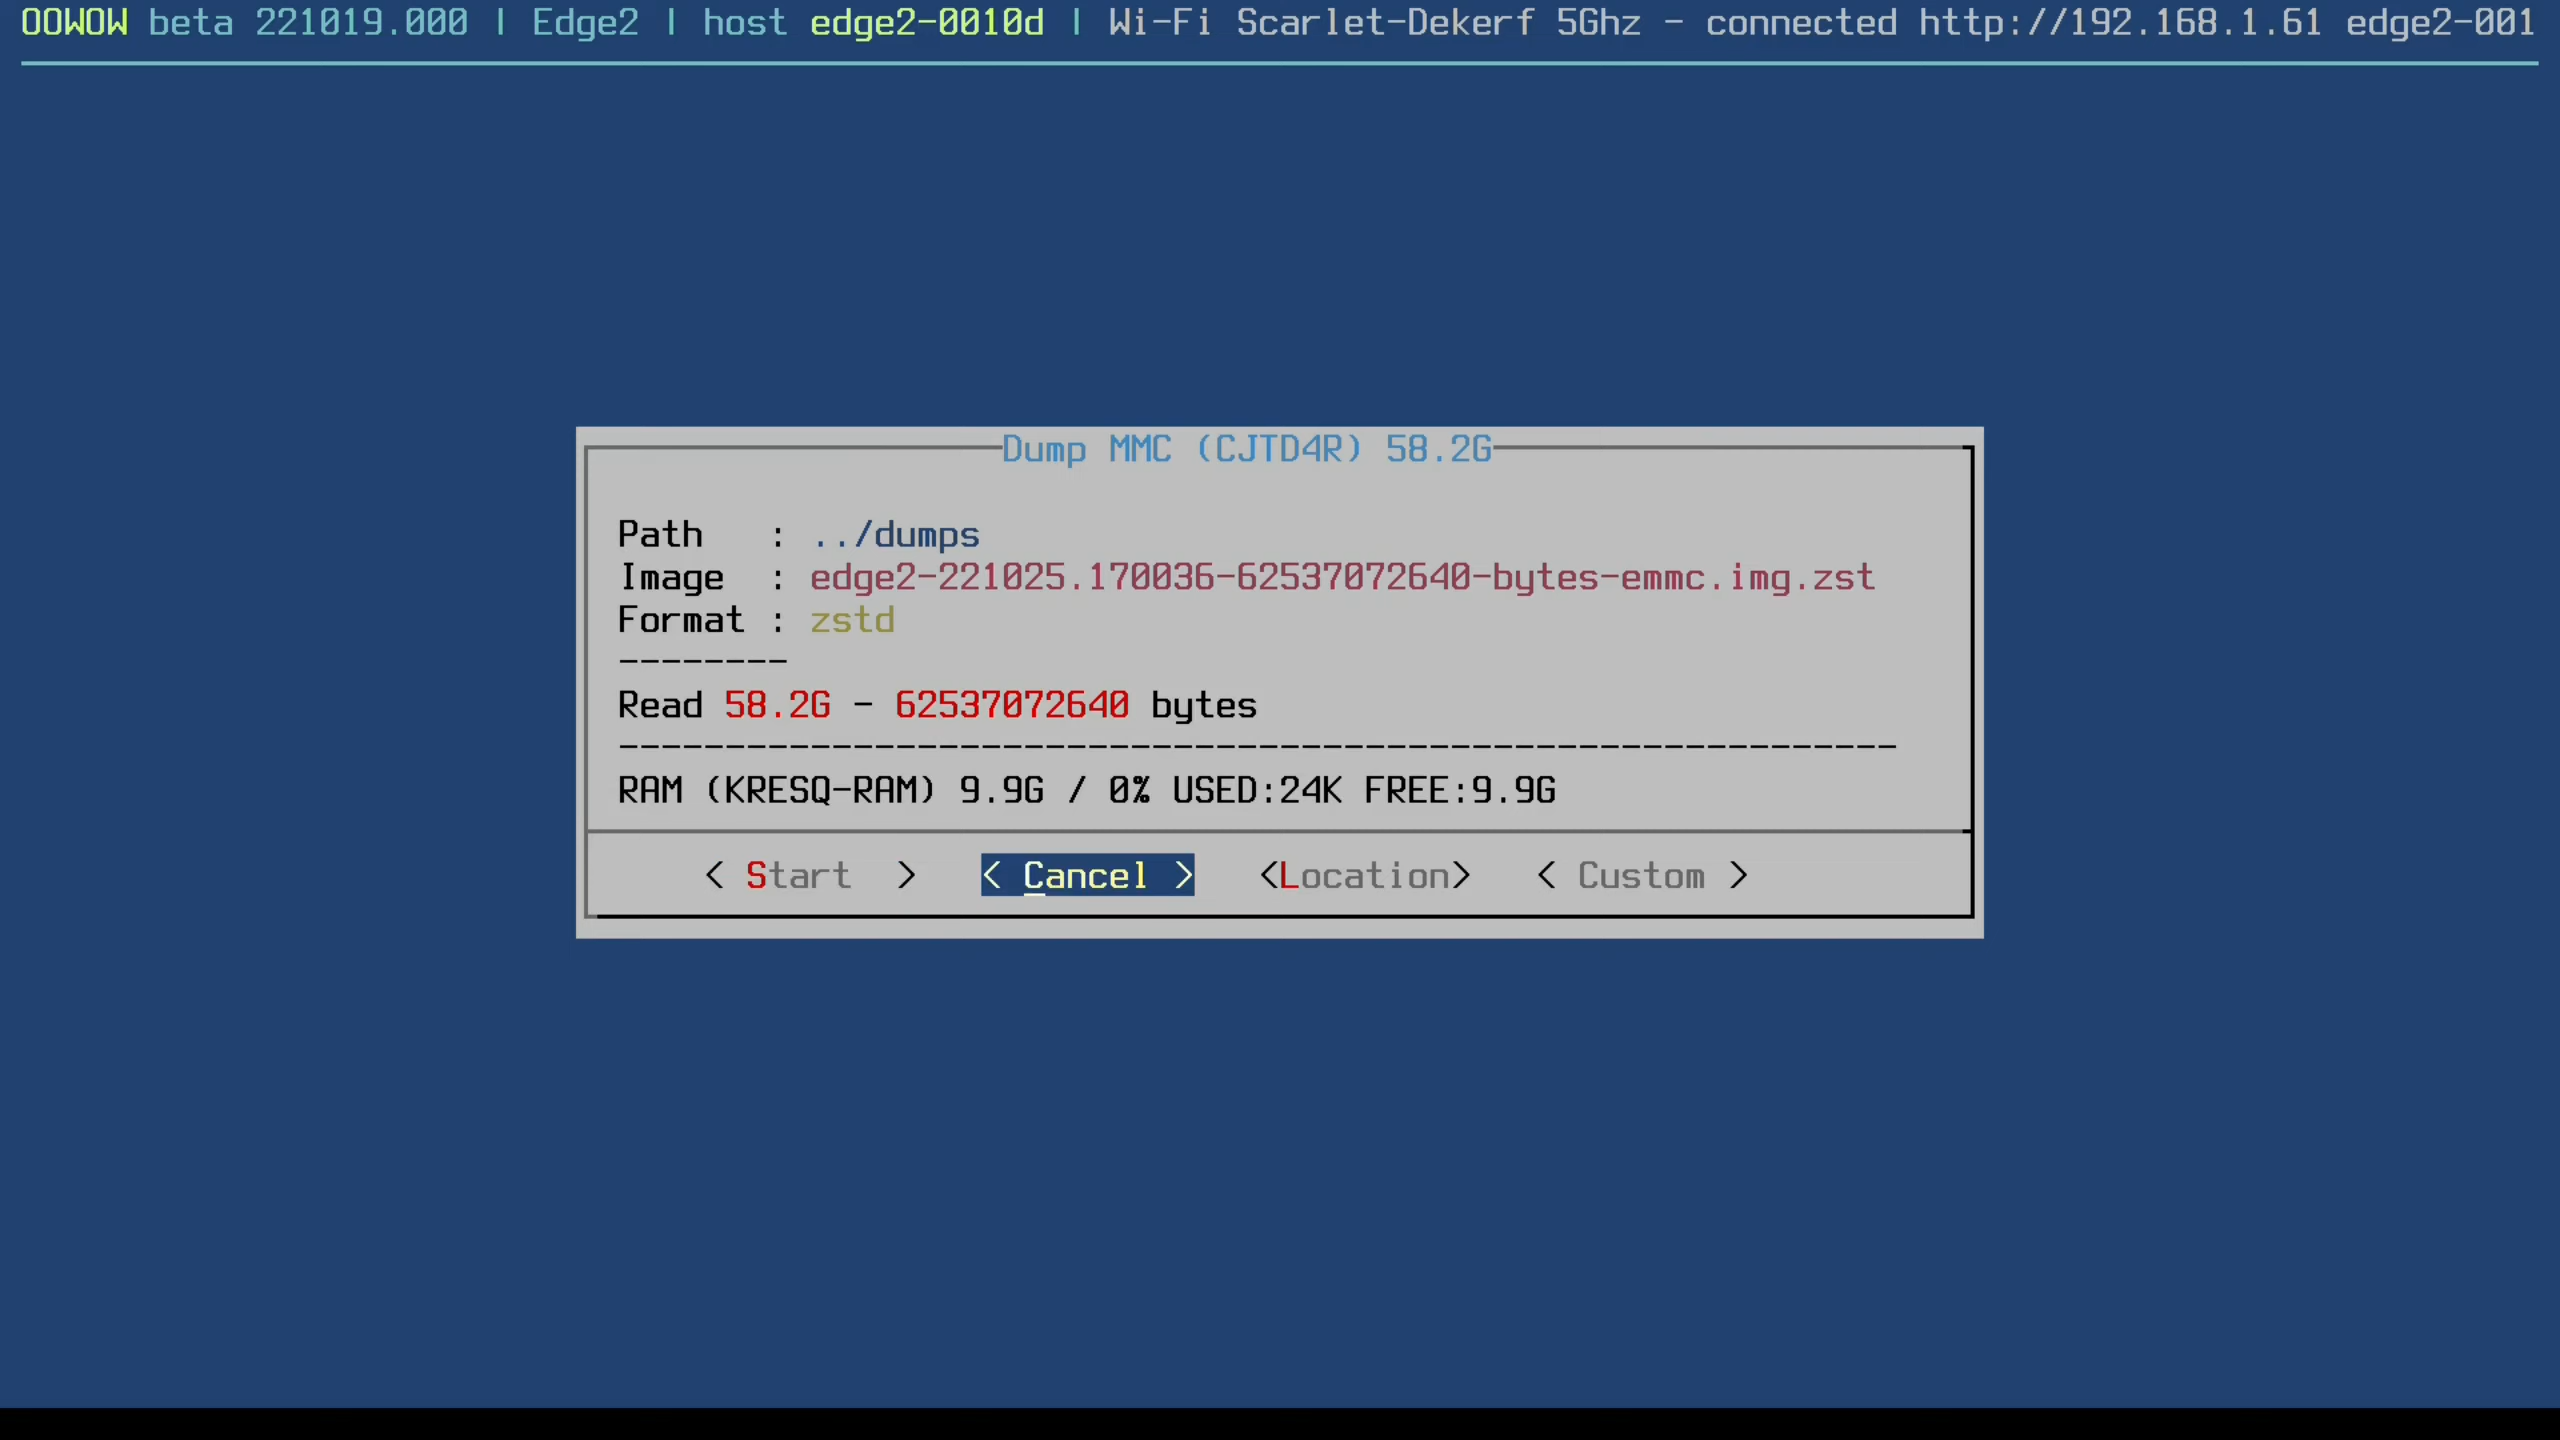 OOWOW beta 221019.000 | Edge2 | host edge2-0010d | Wi-Fi Scarlet-Dekerf 5Ghz - connected http://192.168.1.61 edge2-001
Dump MMC (CJTD4R) 58.2G
Path   : ../dumps
Image  : edge2-221025.170036-62537072640-bytes-emmc.img.zst
Format : zstd
--------
Read 58.2G - 62537072640 bytes
------------------------------------------------------------
RAM (KRESQ-RAM) 9.9G / 0% USED:24K FREE:9.9G
< Start  > < Cancel > <Location> < Custom >